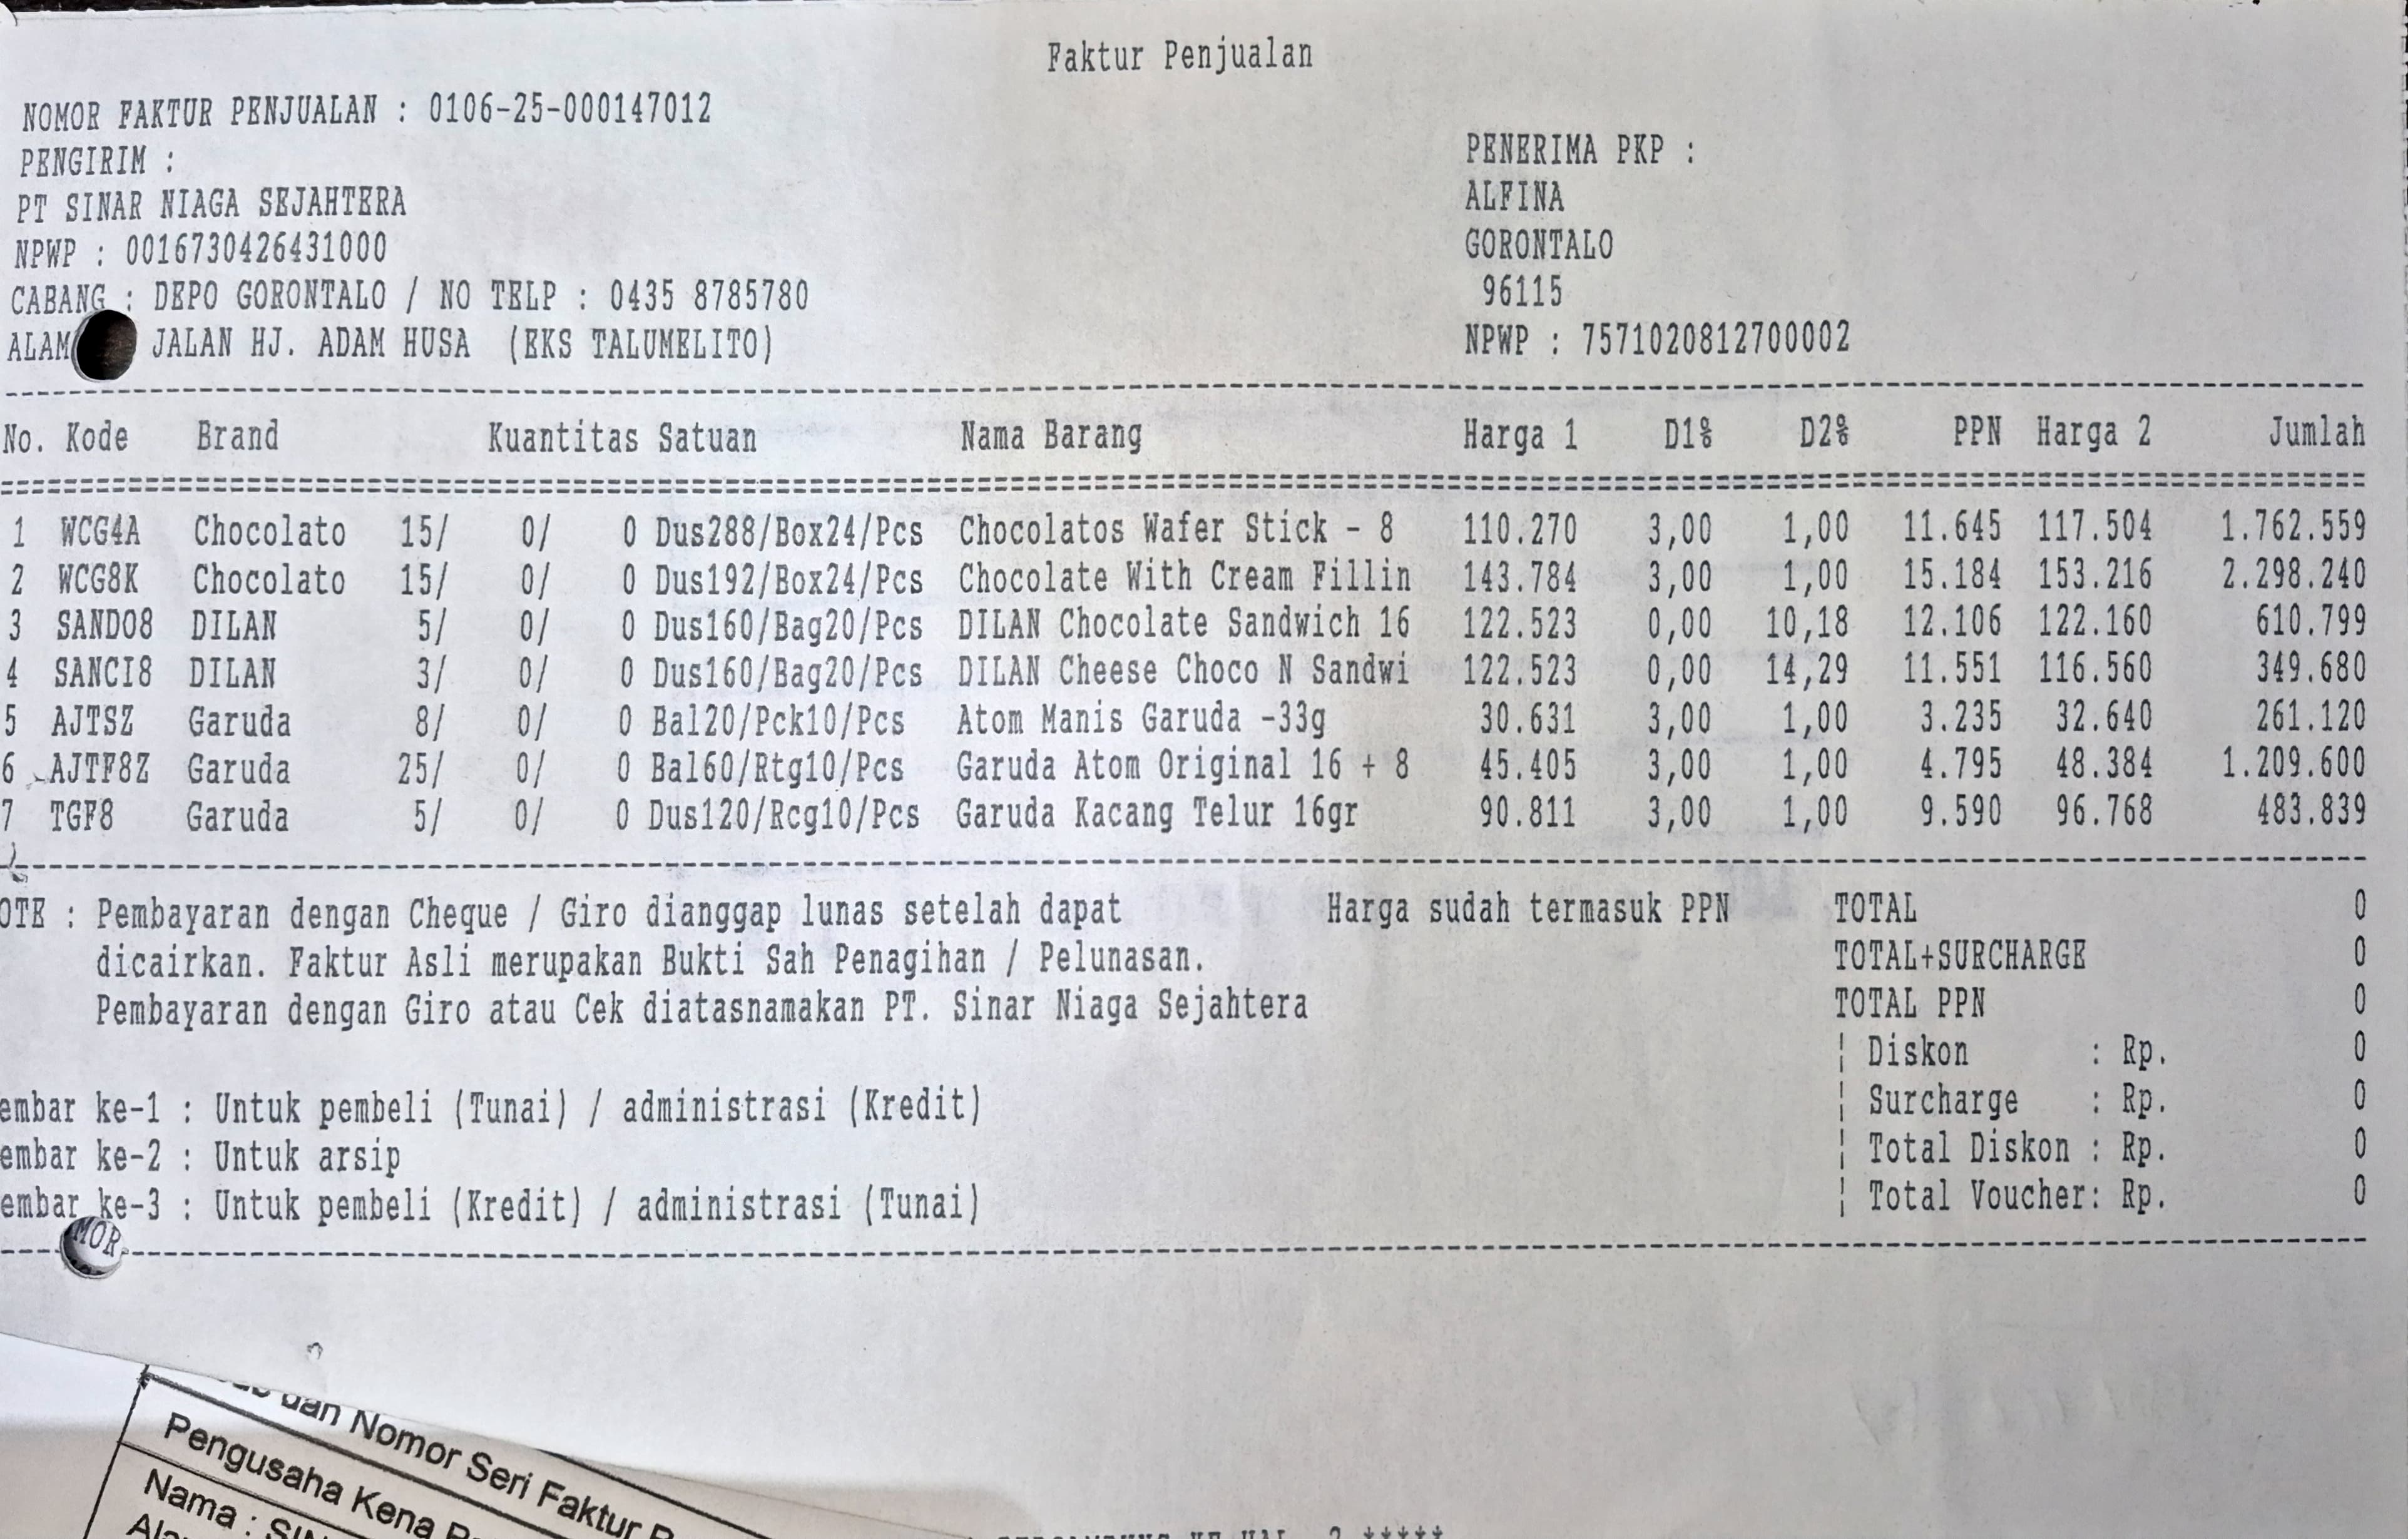 Faktur Penjualan
NOMOR FAKTUR PENJUALAN : 0106-25-000147012
PENGIRIM :
PT SINAR NIAGA SEJAHTERA
NPWP : 0016730426431000
CABANG : DEPO GORONTALO / NO TELP : 0435 8785780
ALAM JALAN HJ. ADAM HUSA (EKS TALUMELITO)
PENERIMA PKP :
ALFINA
GORONTALO
96115
NPWP : 7571020812700002
No. Kode Brand Kuantitas Satuan Nama Barang Harga 1 D1% D2% PPN Harga 2 Jumlah
1 WCG4A Chocolato 15/ 0/ 0 Dus288/Box24/Pcs Chocolatos Wafer Stick - 8 110.270 3,00 1,00 11.645 117.504 1.762.559
2 WCG8K Chocolato 15/ 0/ 0 Dus192/Box24/Pcs Chocolate With Cream Fillin 143.784 3,00 1,00 15.184 153.216 2.298.240
3 SANDO8 DILAN 5/ 0/ 0 Dus160/Bag20/Pcs DILAN Chocolate Sandwich 16 122.523 0,00 10,18 12.106 122.160 610.799
4 SANCI8 DILAN 3/ 0/ 0 Dus160/Bag20/Pcs DILAN Cheese Choco N Sandwi 122.523 0,00 14,29 11.551 116.560 349.680
5 AJTSZ Garuda 8/ 0/ 0 Bal20/Pck10/Pcs Atom Manis Garuda -33g 30.631 3,00 1,00 3.235 32.640 261.120
6 AJTF8Z Garuda 25/ 0/ 0 Bal60/Rtg10/Pcs Garuda Atom Original 16 + 8 45.405 3,00 1,00 4.795 48.384 1.209.600
7 TGF8 Garuda 5/ 0/ 0 Dus120/Rcg10/Pcs Garuda Kacang Telur 16gr 90.811 3,00 1,00 9.590 96.768 483.839
OTE : Pembayaran dengan Cheque / Giro dianggap lunas setelah dapat Harga sudah termasuk PPN TOTAL 0
dicairkan. Faktur Asli merupakan Bukti Sah Penagihan / Pelunasan. TOTAL+SURCHARGE 0
Pembayaran dengan Giro atau Cek diatasnamakan PT. Sinar Niaga Sejahtera TOTAL PPN 0
¦ Diskon : Rp. 0
embar ke-1 : Untuk pembeli (Tunai) / administrasi (Kredit) ¦ Surcharge : Rp. 0
embar ke-2 : Untuk arsip ¦ Total Diskon : Rp. 0
embar ke-3 : Untuk pembeli (Kredit) / administrasi (Tunai) ¦ Total Voucher: Rp. 0
MOR
dan Nomor Seri Faktur
Pengusaha Kena
Nama : SIN